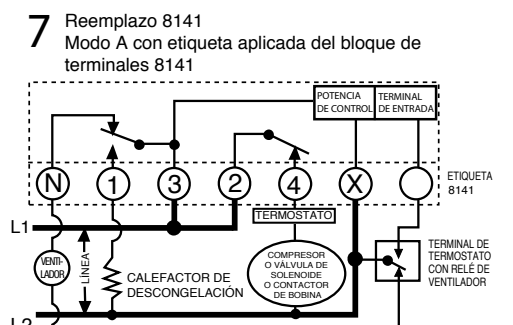 7
Reemplazo 8141
Modo A con etiqueta aplicada del bloque de
terminales 8141
POTENCIA
DE CONTROL
TERMINAL
DE ENTRADA
N
1
3
2
4
X
ETIQUETA
8141
L1
TERMOSTATO
VENTI-
LADOR
LÍNEA
CALEFACTOR DE
DESCONGELACIÓN
COMPRESOR
O VÁLVULA DE
SOLENOIDE
O CONTACTOR
DE BOBINA
TERMINAL DE
TERMOSTATO
CON RELÉ DE
VENTILADOR
L2